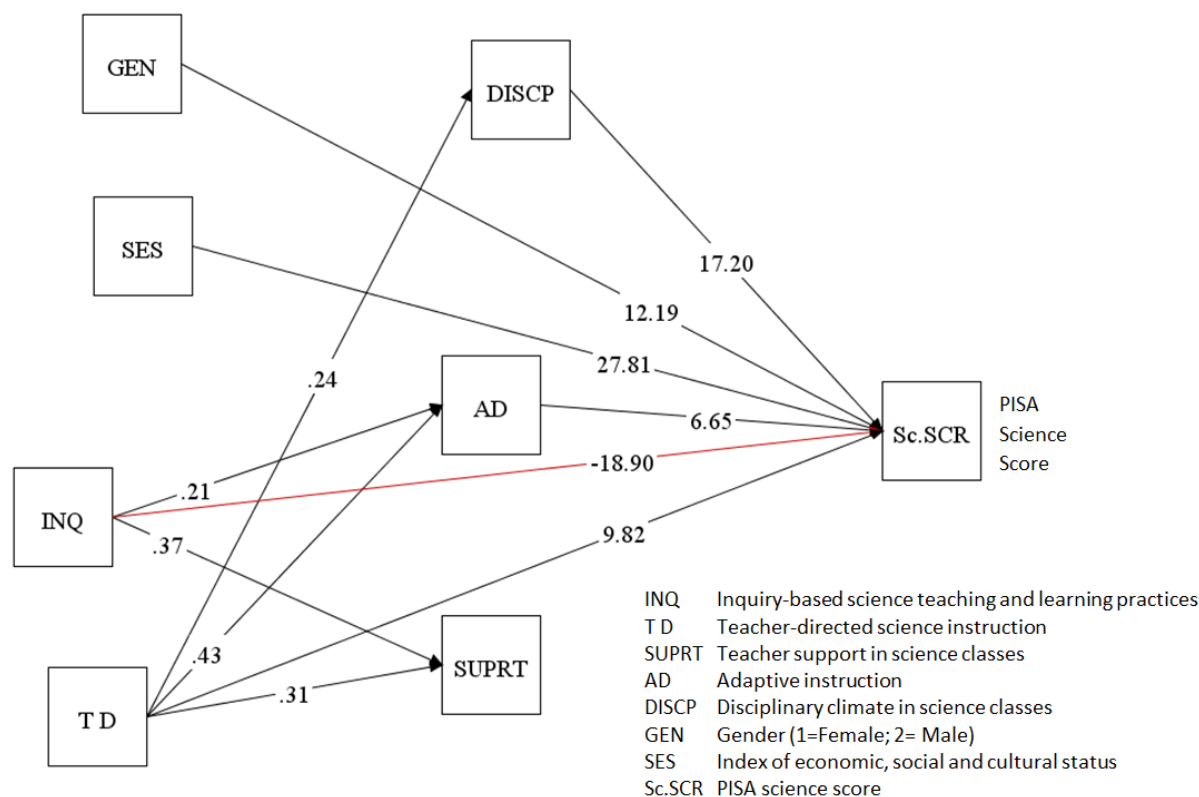 GEN
DISCP
SES
17.20
12.19
27.81
.24
AD
6.65
PISA
Science
Score
Sc.SCR
-18.90
.21
INQ
.37
9.82
.43
SUPRT
.31
T D
INQ Inquiry-based science teaching and learning practices
T D Teacher-directed science instruction
SUPRT Teacher support in science classes
AD Adaptive instruction
DISCP Disciplinary climate in science classes
GEN Gender (1=Female; 2= Male)
SES Index of economic, social and cultural status
Sc.SCR PISA science score